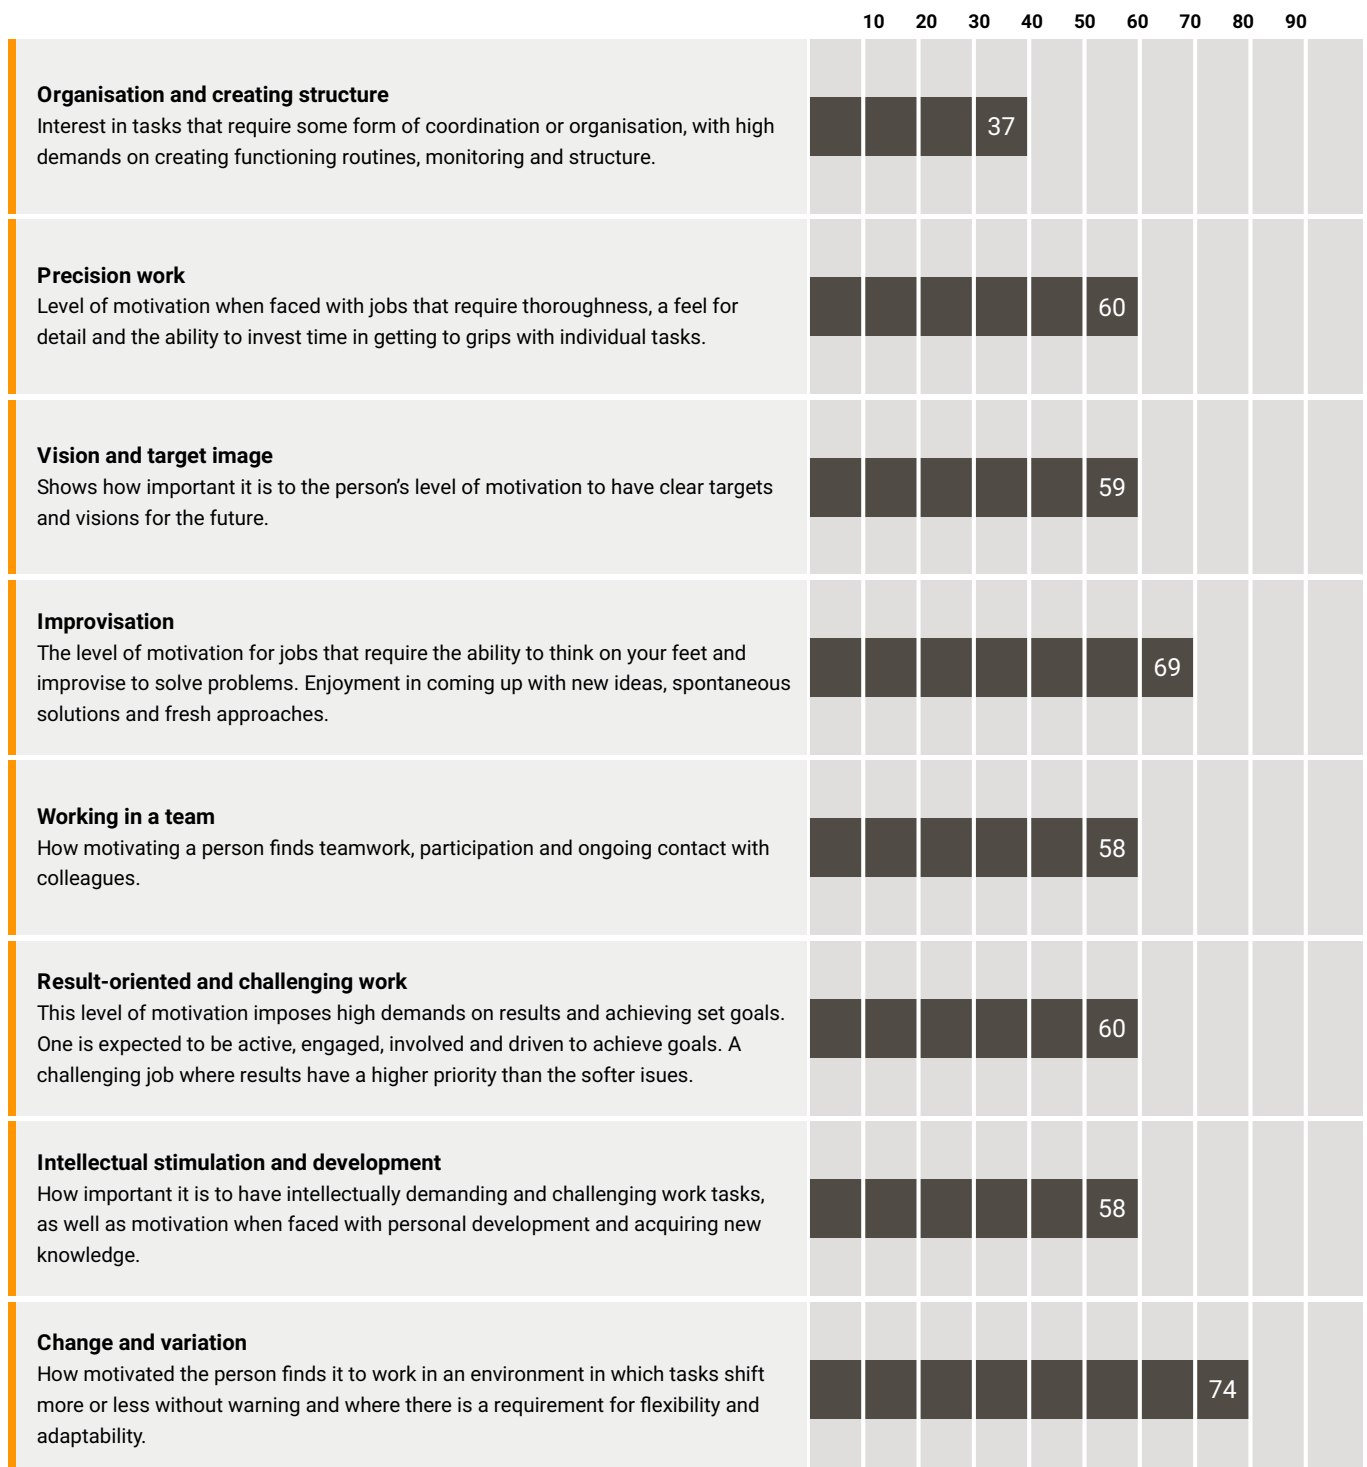 10 20 30 40 50 60 70 80 90
Organisation and creating structure
Interest in tasks that require some form of coordination or organisation, with high
demands on creating functioning routines, monitoring and structure.
37
Precision work
Level of motivation when faced with jobs that require thoroughness, a feel for
detail and the ability to invest time in getting to grips with individual tasks.
60
Vision and target image
Shows how important it is to the person's level of motivation to have clear targets
and visions for the future.
59
Improvisation
The level of motivation for jobs that require the ability to think on your feet and
improvise to solve problems. Enjoyment in coming up with new ideas, spontaneous
solutions and fresh approaches.
69
Working in a team
How motivating a person finds teamwork, participation and ongoing contact with
colleagues.
58
Result-oriented and challenging work
This level of motivation imposes high demands on results and achieving set goals.
One is expected to be active, engaged, involved and driven to achieve goals. A
challenging job where results have a higher priority than the softer isues.
60
Intellectual stimulation and development
How important it is to have intellectually demanding and challenging work tasks,
as well as motivation when faced with personal development and acquiring new
knowledge.
58
Change and variation
How motivated the person finds it to work in an environment in which tasks shift
more or less without warning and where there is a requirement for flexibility and
adaptability.
74